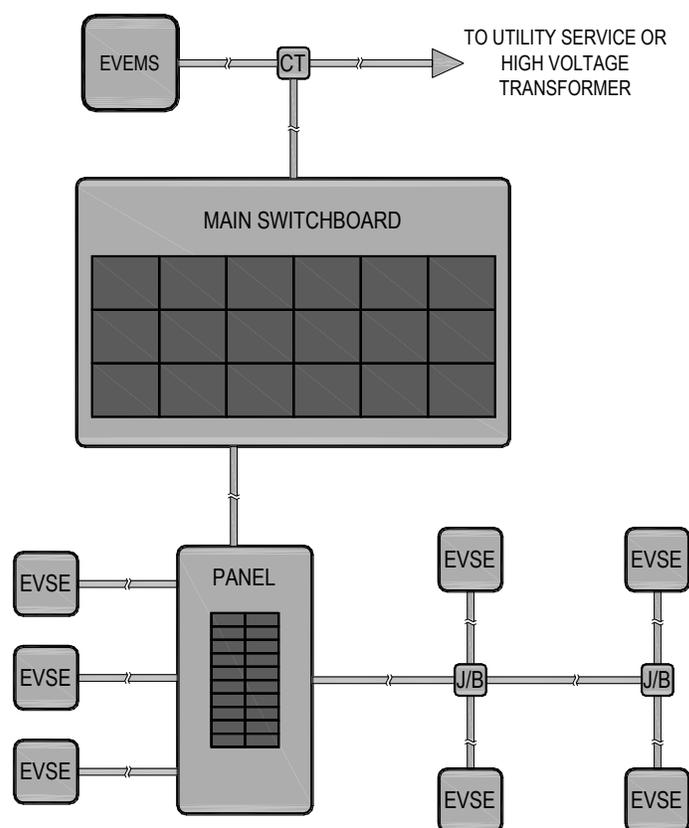 EVEMS
CT
TO UTILITY SERVICE OR
HIGH VOLTAGE
TRANSFORMER
MAIN SWITCHBOARD
EVSE
EVSE
EVSE
PANEL
EVSE
EVSE
J/B
J/B
EVSE
EVSE